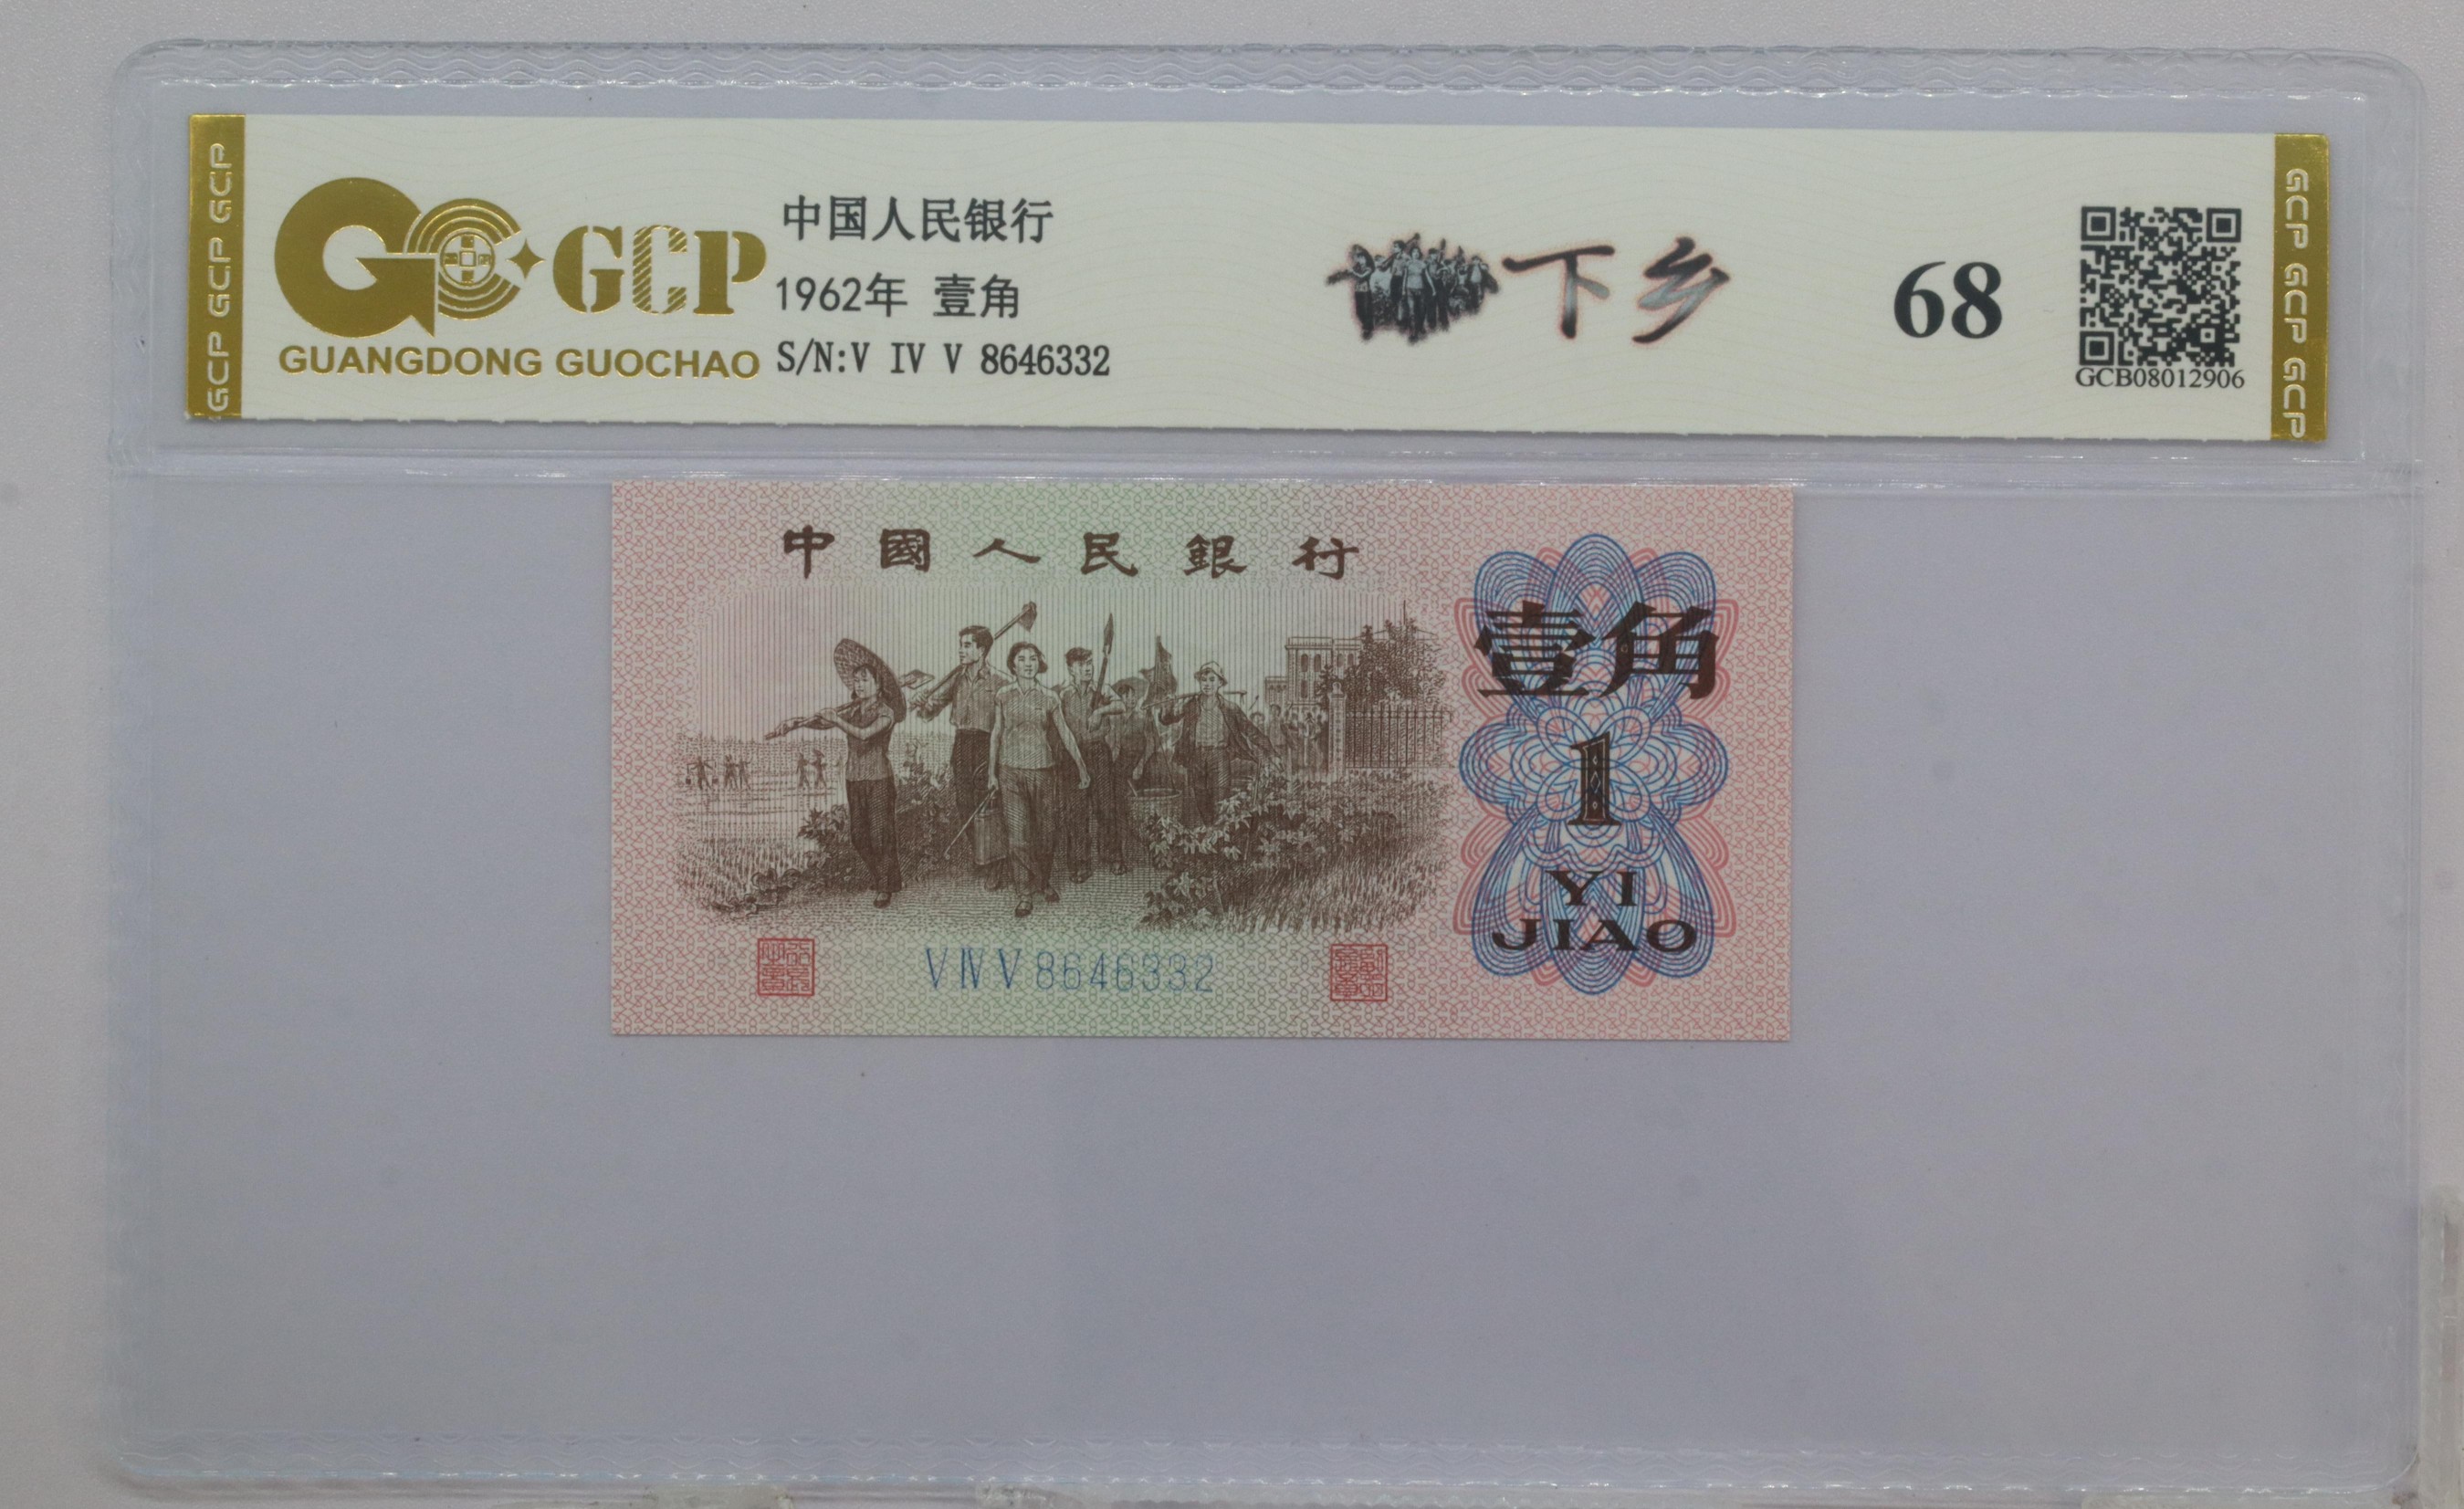 GCP GCP GCP
GCP
GUANGDONG GUOCHAO
中国人民银行
1962年 壹角
S/N:V IV V 8646332
下乡
68
GCB08012906
GCP GCP GCP
中國人民銀行
壹角
1
YI
JIAO
V IV V 8646332